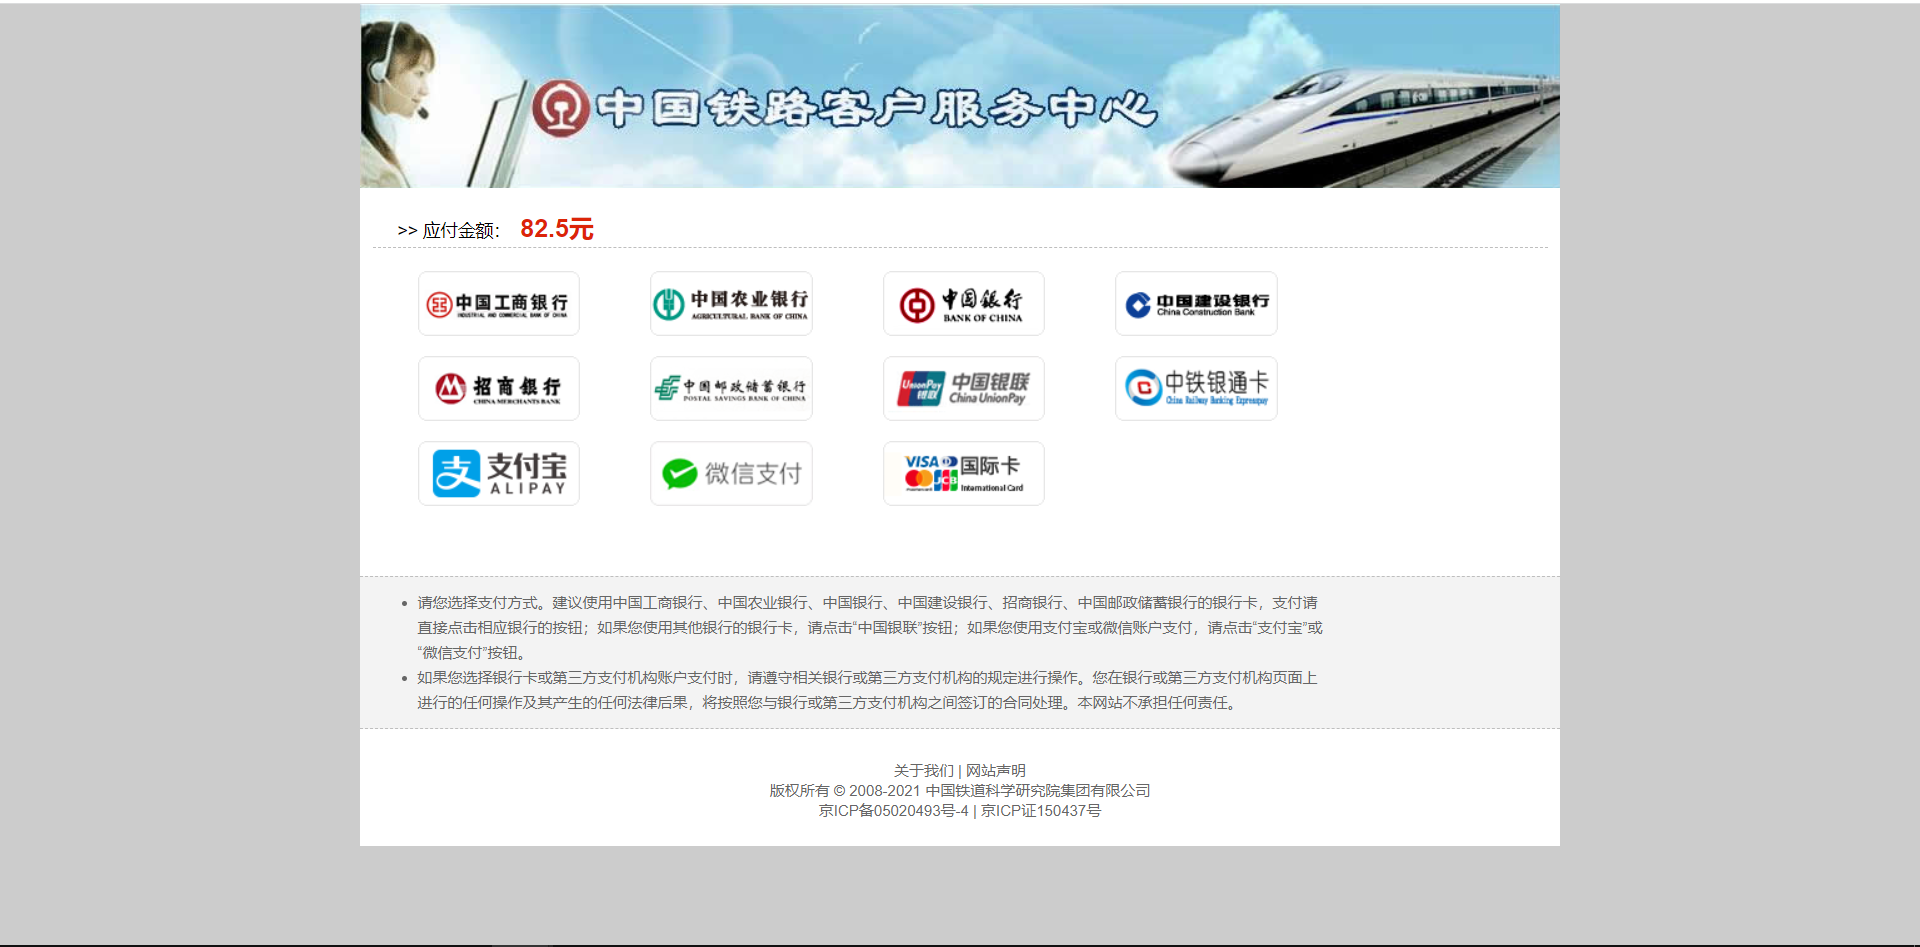 中国铁路客户服务中心
>> 应付金额： 82.5元
中国工商银行
INDUSTRIAL AND COMMERCIAL BANK OF CHINA
中国农业银行
AGRICULTURAL BANK OF CHINA
中国银行
BANK OF CHINA
中国建设银行
China Construction Bank
招商银行
CHINA MERCHANTS BANK
中国邮政储蓄银行
POSTAL SAVINGS BANK OF CHINA
UnionPay
银联
中国银联
China UnionPay
中铁银通卡
China Railway Banking Expresspay
支
支付宝
ALIPAY
微信支付
VISA
JCB
国际卡
International Card
请您选择支付方式。建议使用中国工商银行、中国农业银行、中国银行、中国建设银行、招商银行、中国邮政储蓄银行的银行卡，支付请
直接点击相应银行的按钮；如果您使用其他银行的银行卡，请点击“中国银联”按钮；如果您使用支付宝或微信账户支付，请点击“支付宝”或
“微信支付”按钮。
如果您选择银行卡或第三方支付机构账户支付时，请遵守相关银行或第三方支付机构的规定进行操作。您在银行或第三方支付机构页面上
进行的任何操作及其产生的任何法律后果，将按照您与银行或第三方支付机构之间签订的合同处理。本网站不承担任何责任。
关于我们 | 网站声明
版权所有 © 2008-2021 中国铁道科学研究院集团有限公司
京ICP备05020493号-4 | 京ICP证150437号